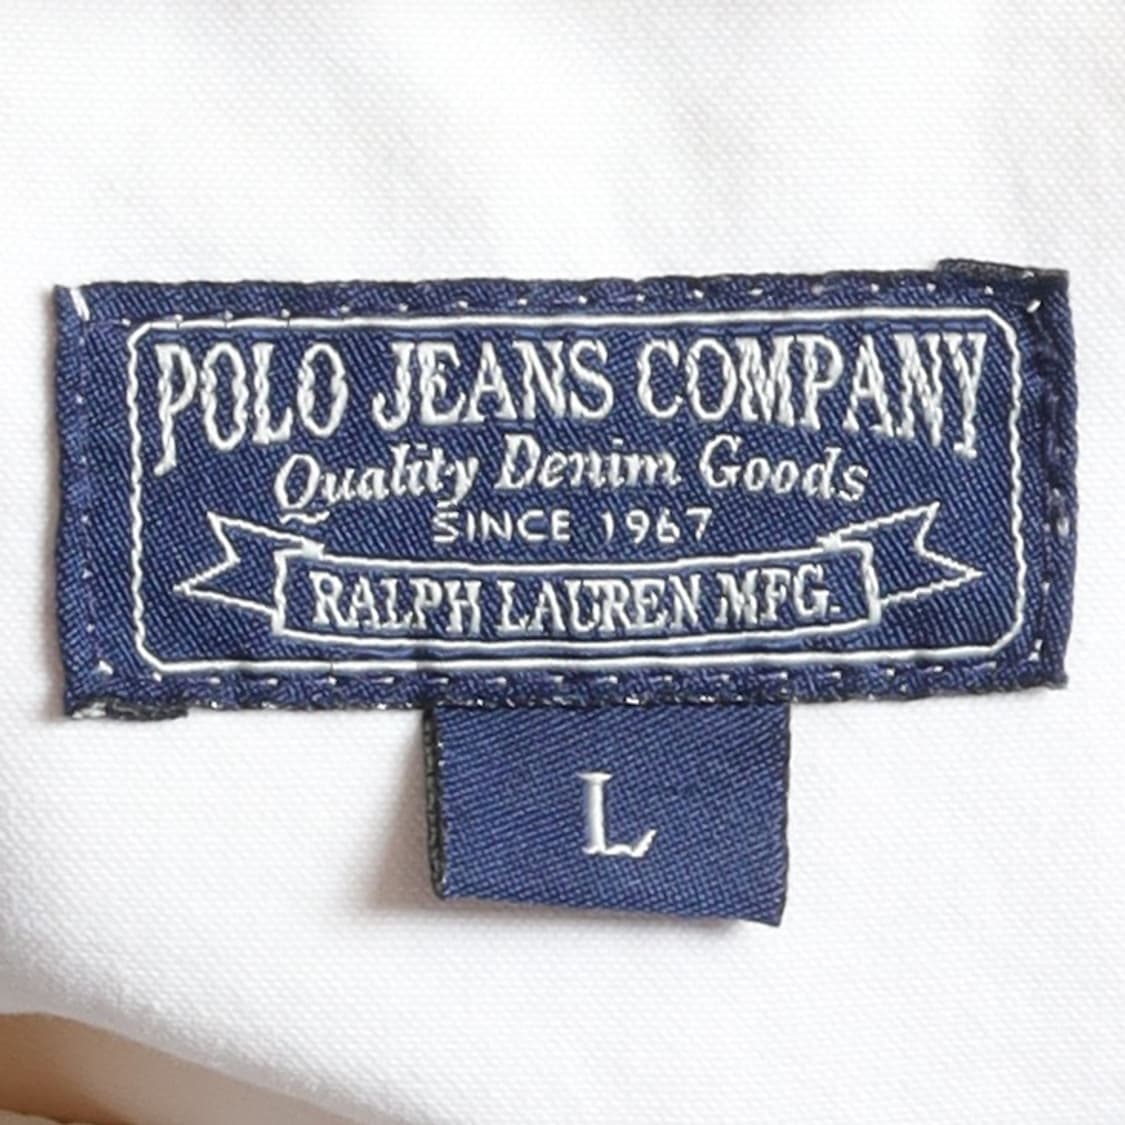 POLO JEANS COMPANY
Quality Denim Goods
SINCE 1967
RALPH LAUREN MFG.
L